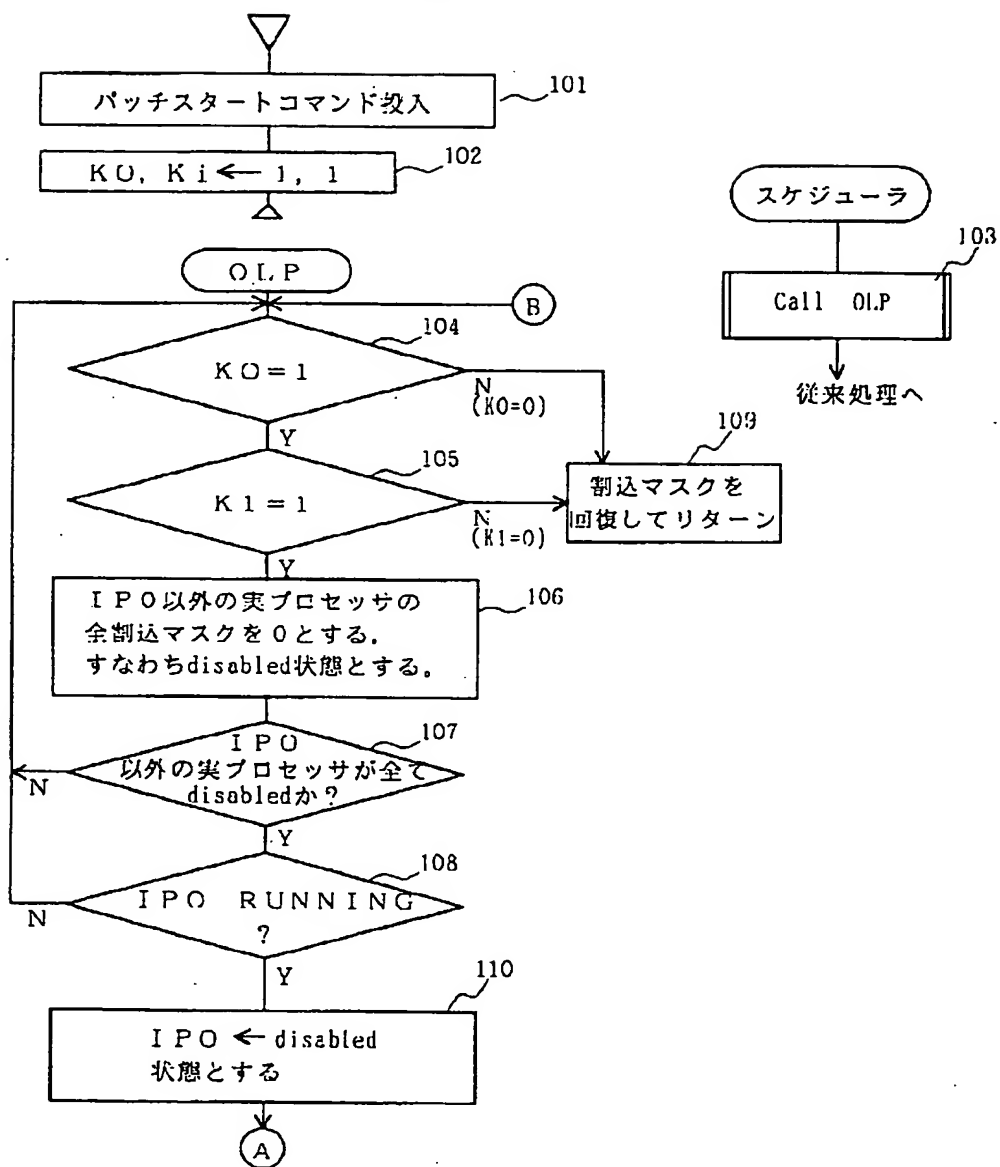 パッチスタートコマンド投入
101
KO, Ki ← 1, 1
102
スケジューラ
103
Call OLP
従来処理へ
OLP
B
104
KO=1
N
(KO=0)
Y
105
K1=1
N
(K1=0)
Y
109
割込マスクを
回復してリターン
106
IPO以外の実プロセッサの
全割込マスクを0とする.
すなわちdisabled状態とする。
107
IPO
以外の実プロセッサが全て
disabledか?
N
Y
108
IPO RUNNING
?
N
Y
110
IPO ← disabled
状態とする
A